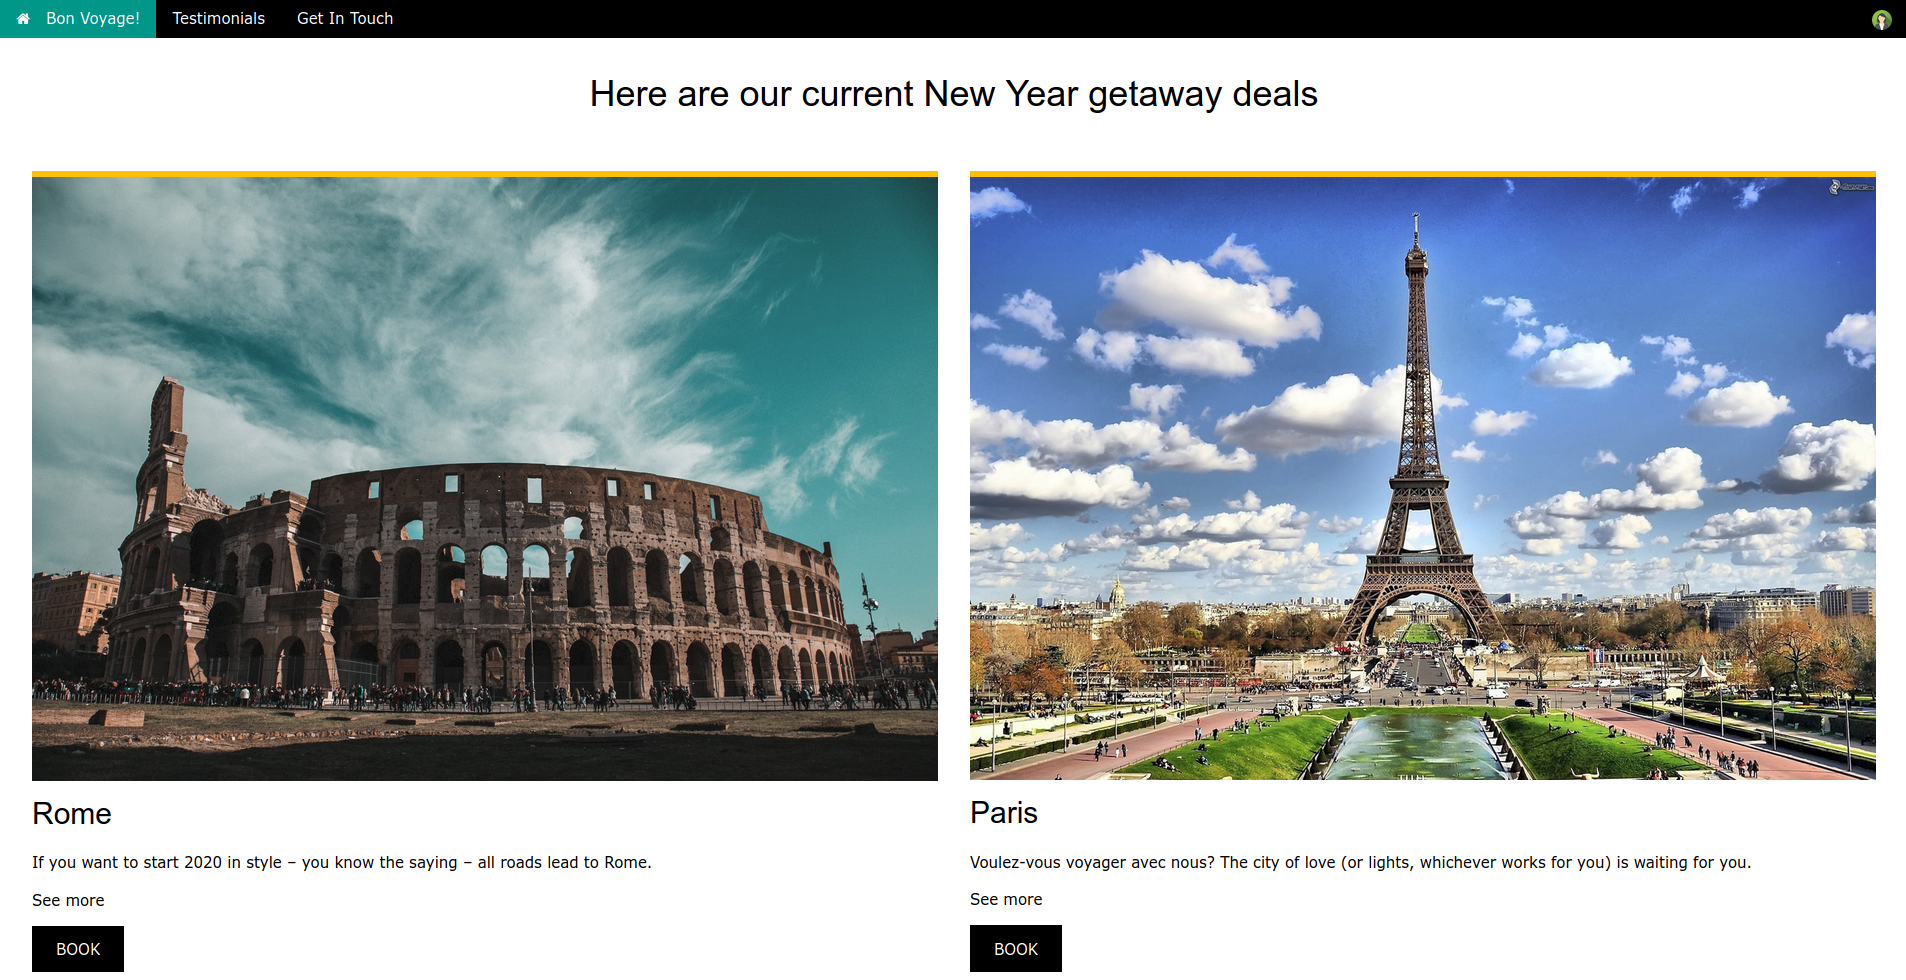 Bon Voyage! Testimonials Get In Touch
Here are our current New Year getaway deals
Rome
If you want to start 2020 in style – you know the saying – all roads lead to Rome.
See more
BOOK
Paris
Voulez-vous voyager avec nous? The city of love (or lights, whichever works for you) is waiting for you.
See more
BOOK